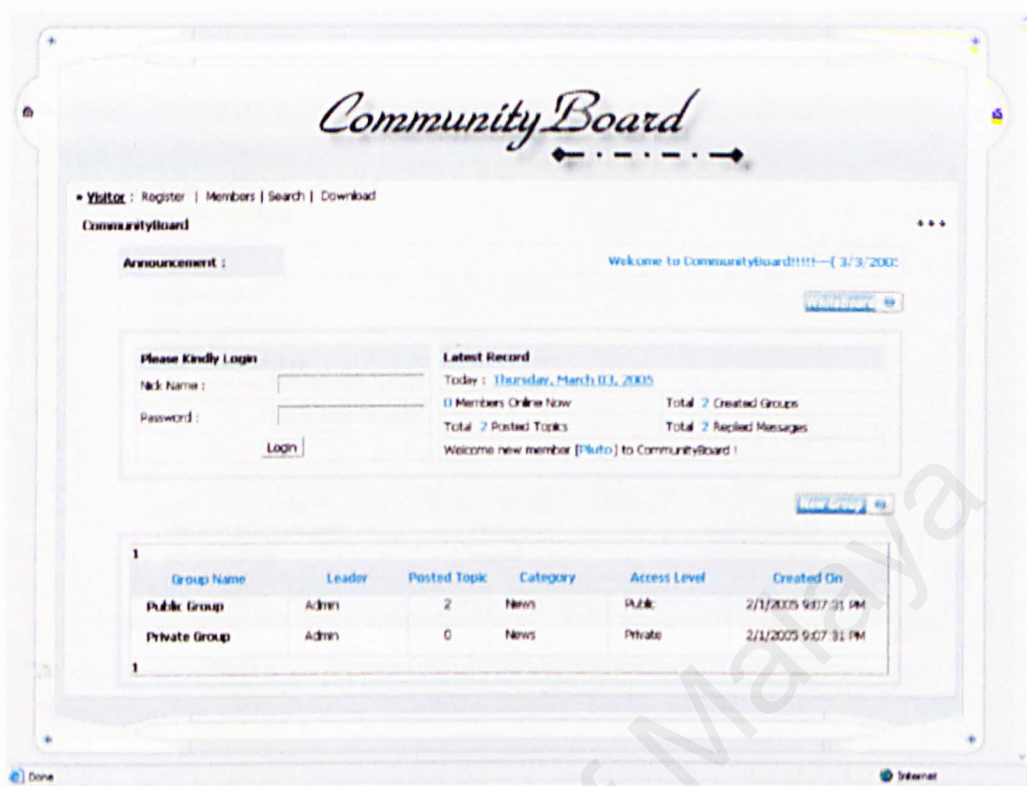 CommunityBoard
» Visitor : Register | Members | Search | Download
CommunityBoard
Announcement :
Welcome to CommunityBoard!!!!!---( 3/3/200
WhiteBoard
Please Kindly Login
Nick Name :
Password :
Login
Latest Record
Today : Thursday, March 03, 2005
0 Members Online Now
Total 2 Created Groups
Total 2 Posted Topics
Total 2 Replied Messages
Welcome new member [Pluto] to CommunityBoard !
New Group
1
Group Name Leader Posted Topic Category Access Level Created On
Public Group Admin 2 News Public 2/1/2005 9:07:31 PM
Private Group Admin 0 News Private 2/1/2005 9:07:31 PM
1
Done
Internet
of Malaya